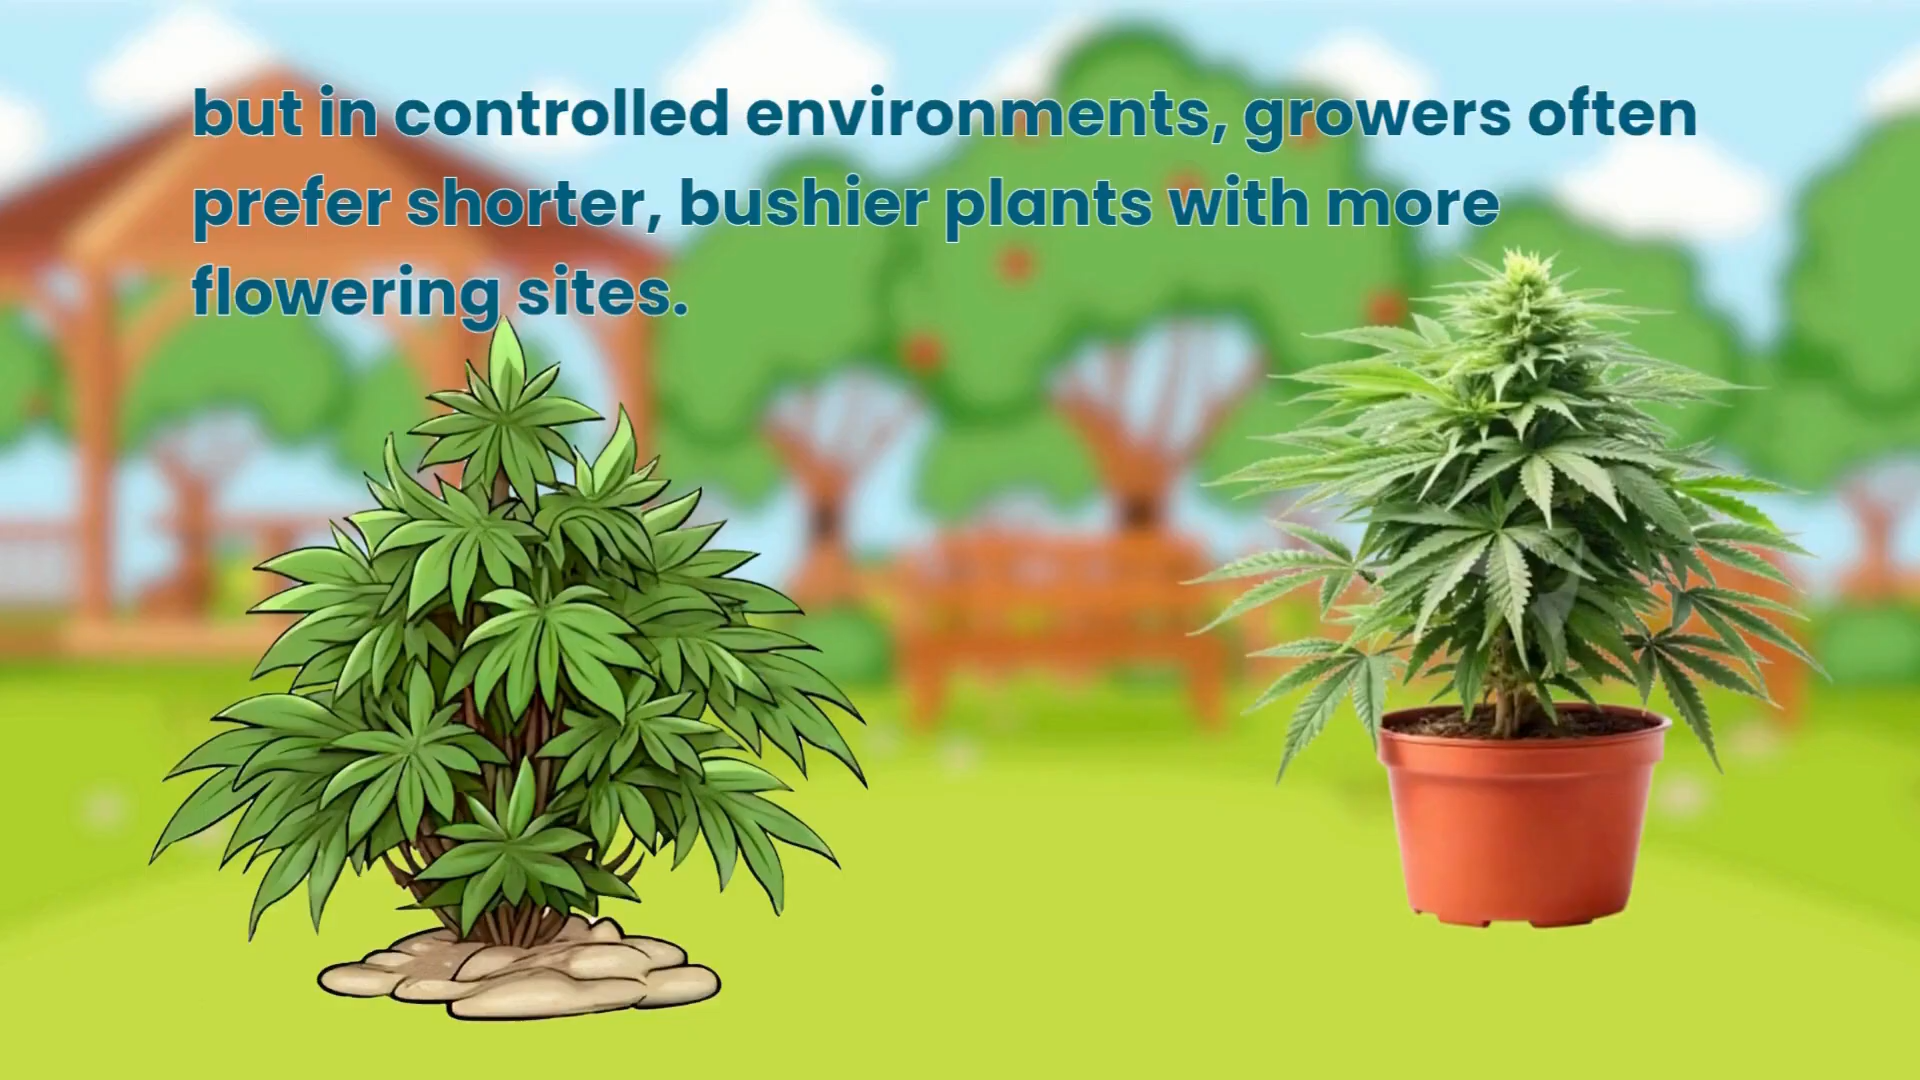 but in controlled environments, growers often
prefer shorter, bushier plants with more
flowering sites.